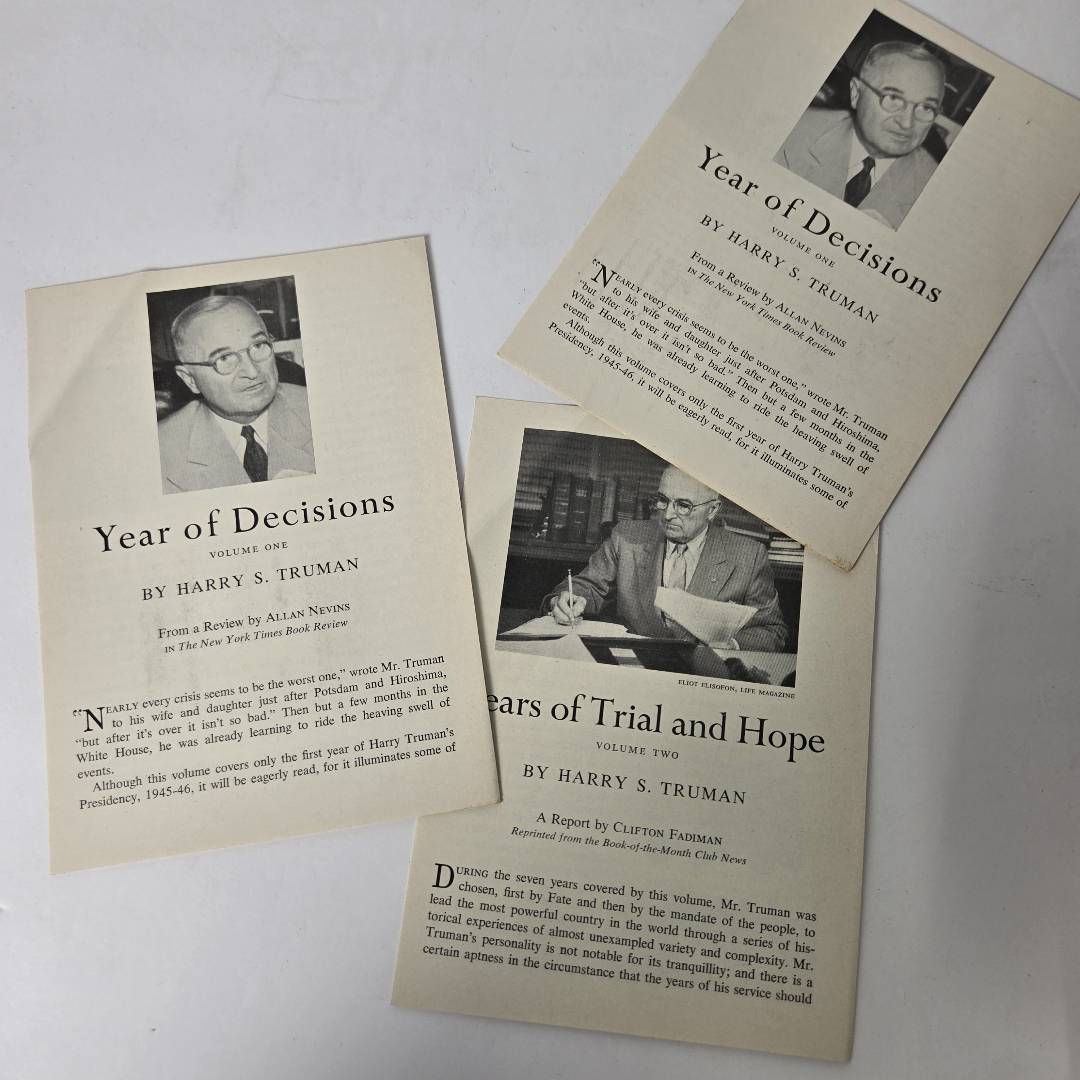 Year of Decisions
VOLUME ONE
BY HARRY S. TRUMAN
From a Review by ALLAN NEVINS
IN The New York Times Book Review
“NEARLY every crisis seems to be the worst one,” wrote Mr. Truman
to his wife and daughter just after Potsdam and Hiroshima,
“but after it’s over it isn’t so bad.” Then but a few months in the
White House, he was already learning to ride the heaving swell of
events.
Although this volume covers only the first year of Harry Truman’s
Presidency, 1945-46, it will be eagerly read, for it illuminates some of
Year of Decisions
VOLUME ONE
BY HARRY S. TRUMAN
From a Review by ALLAN NEVINS
IN The New York Times Book Review
“NEARLY every crisis seems to be the worst one,” wrote Mr. Truman
to his wife and daughter just after Potsdam and Hiroshima,
“but after it’s over it isn’t so bad.” Then but a few months in the
White House, he was already learning to ride the heaving swell of
events.
Although this volume covers only the first year of Harry Truman’s
Presidency, 1945-46, it will be eagerly read, for it illuminates some of
ELIOT ELISOFON, LIFE MAGAZINE
ears of Trial and Hope
VOLUME TWO
BY HARRY S. TRUMAN
A Report by CLIFTON FADIMAN
Reprinted from the Book-of-the-Month Club News
DURING the seven years covered by this volume, Mr. Truman was
chosen, first by Fate and then by the mandate of the people, to
lead the most powerful country in the world through a series of his-
torical experiences of almost unexampled variety and complexity. Mr.
Truman’s personality is not notable for its tranquillity; and there is a
certain aptness in the circumstance that the years of his service should